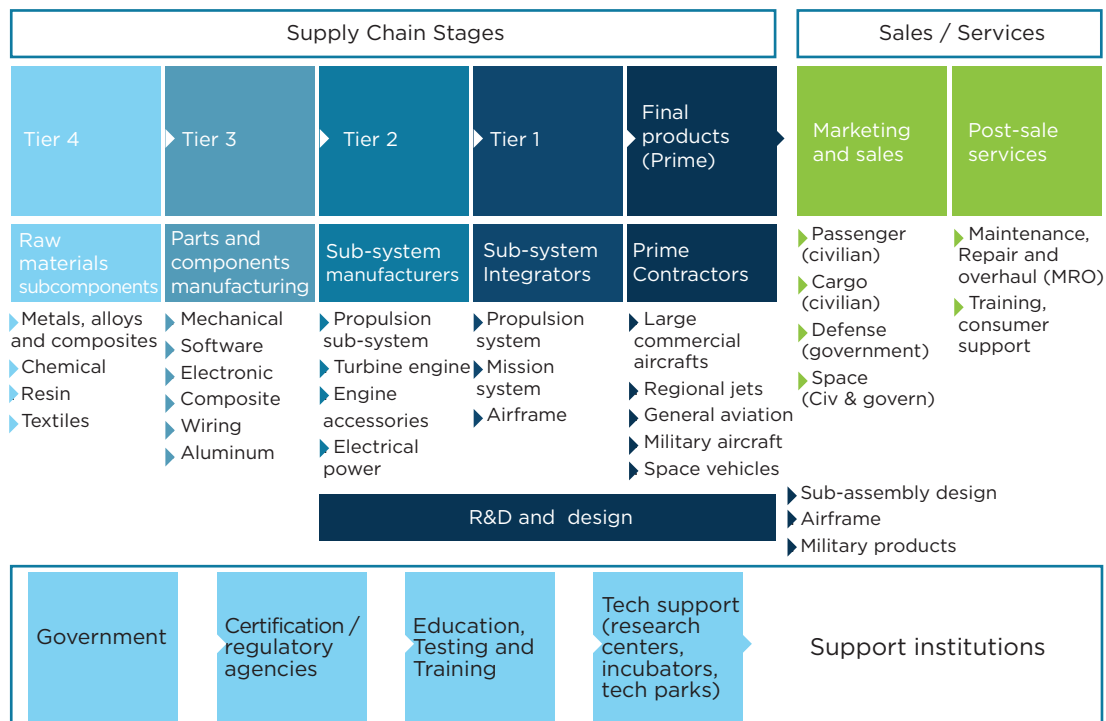 Supply Chain Stages
Sales / Services
Tier 4
Tier 3
Tier 2
Tier 1
Final
products
(Prime)
Marketing
and sales
Post-sale
services
Raw
materials
subcomponents
Parts and
components
manufacturing
Sub-system
manufacturers
Sub-system
Integrators
Prime
Contractors
Metals, alloys
and composites
Chemical
Resin
Textiles
Mechanical
Software
Electronic
Composite
Wiring
Aluminum
Propulsion
sub-system
Turbine engine
Engine
accessories
Electrical
power
Propulsion
system
Mission
system
Airframe
Large
commercial
aircrafts
Regional jets
General aviation
Military aircraft
Space vehicles
Passenger
(civilian)
Cargo
(civilian)
Defense
(government)
Space
(Civ & govern)
Maintenance,
Repair and
overhaul (MRO)
Training,
consumer
support
R&D and design
Sub-assembly design
Airframe
Military products
Government
Certification /
regulatory
agencies
Education,
Testing and
Training
Tech support
(research
centers,
incubators,
tech parks)
Support institutions